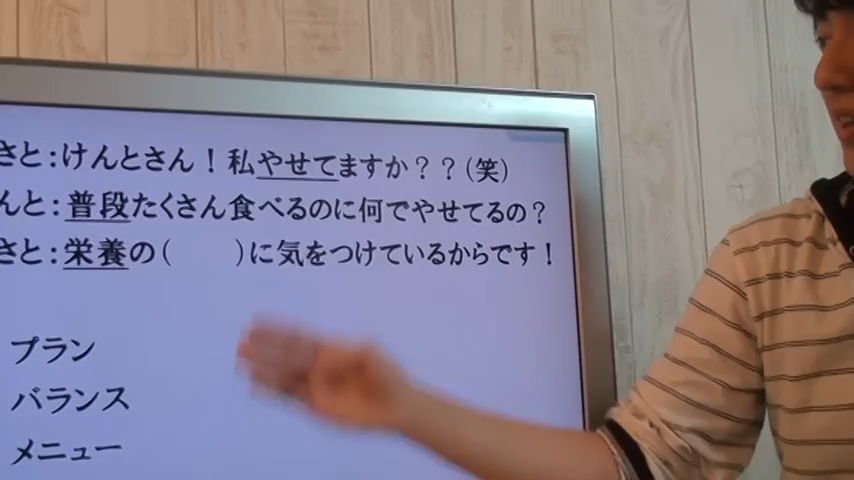 さと:けんとさん！私やせてますか？？(笑)
んと:普段たくさん食べるのに何でやせてるの？
さと:栄養の(　　)に気をつけているからです！
プラン
バランス
メニュー